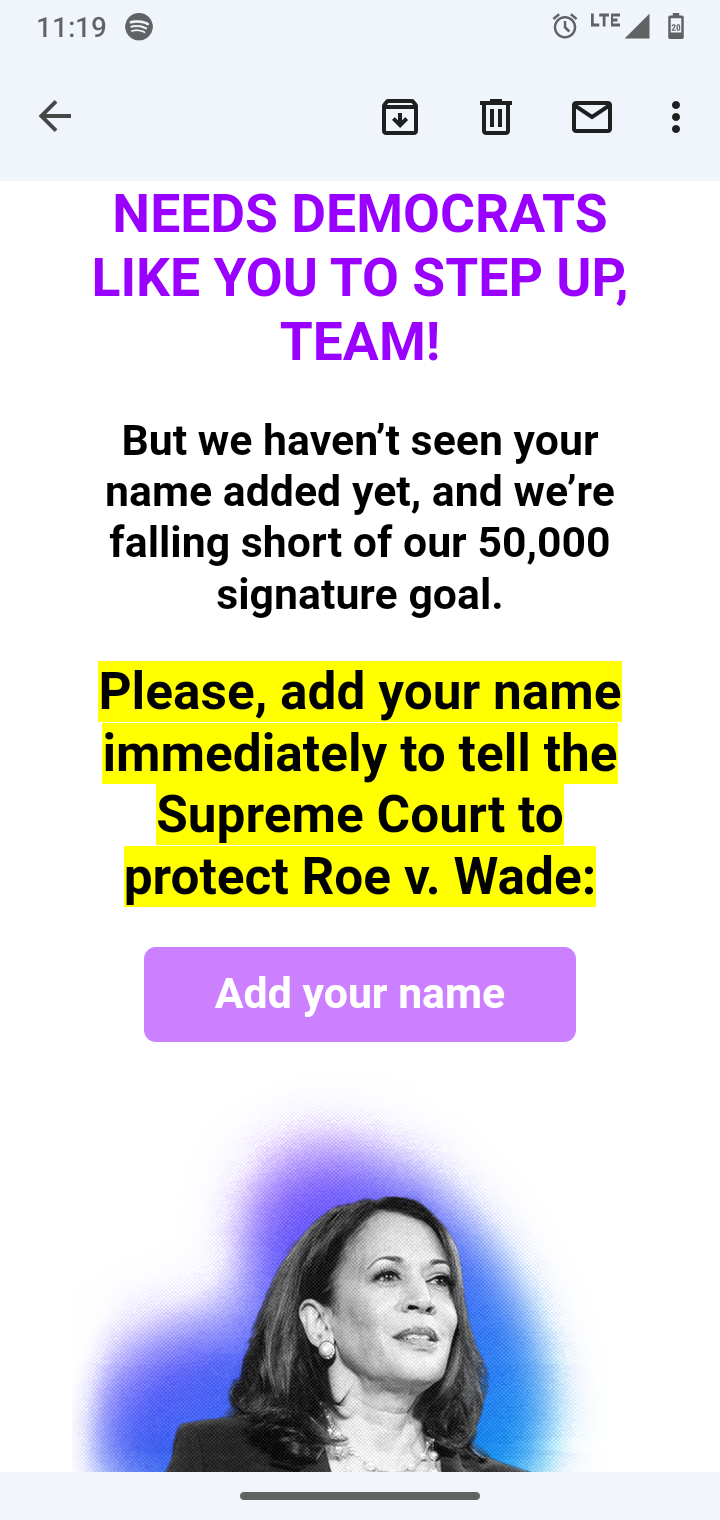 11:19
LTE
20
NEEDS DEMOCRATS
LIKE YOU TO STEP UP,
TEAM!
But we haven’t seen your
name added yet, and we’re
falling short of our 50,000
signature goal.
Please, add your name
immediately to tell the
Supreme Court to
protect Roe v. Wade:
Add your name